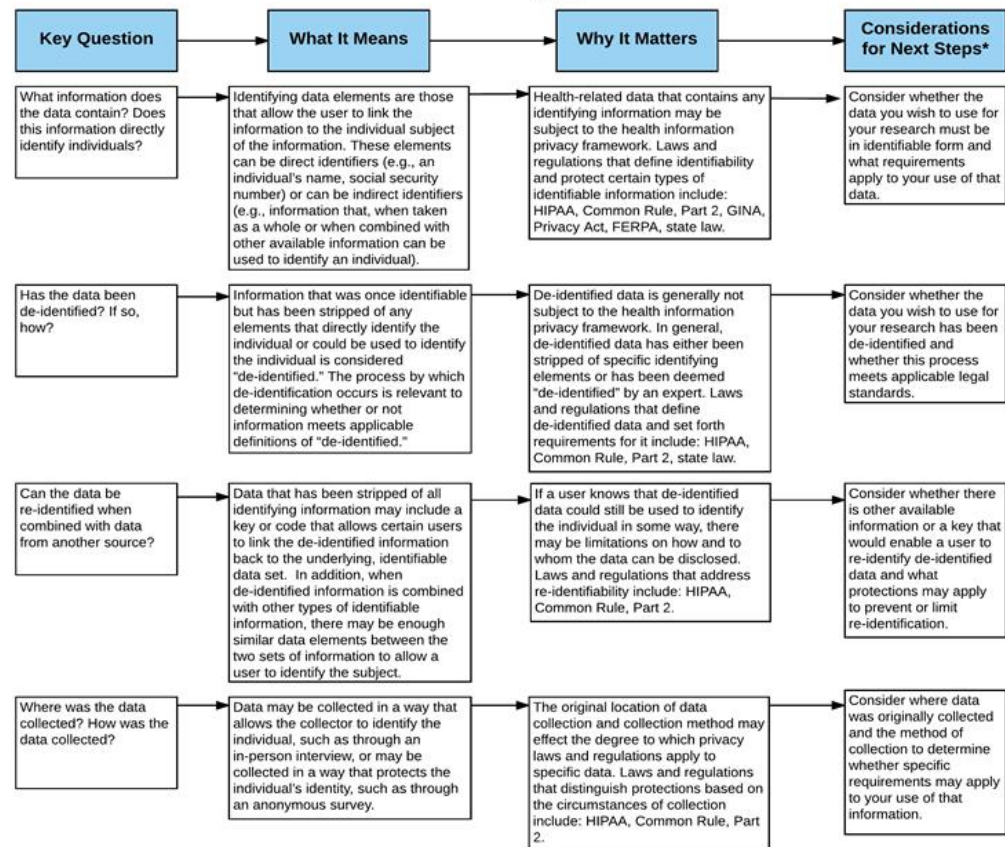 Key Question
What It Means
Why It Matters
Considerations
for Next Steps*
What information does
the data contain? Does
this information directly
identify individuals?
Identifying data elements are those
that allow the user to link the
information to the individual subject
of the information. These elements
can be direct identifiers (e.g., an
individual's name, social security
number) or can be indirect identifiers
(e.g., information that, when taken
as a whole or when combined with
other available information can be
used to identify an individual).
Health-related data that contains any
identifying information may be
subject to the health information
privacy framework. Laws and
regulations that define identifiability
and protect certain types of
identifiable information include:
HIPAA, Common Rule, Part 2, GINA,
Privacy Act, FERPA, state law.
Consider whether the
data you wish to use for
your research must be
in identifiable form and
what requirements
apply to your use of that
data.
Has the data been
de-identified? If so,
how?
Information that was once identifiable
but has been stripped of any
elements that directly identify the
individual or could be used to identify
the individual is considered
"de-identified." The process by which
de-identification occurs is relevant to
determining whether or not
information meets applicable
definitions of "de-identified."
De-identified data is generally not
subject to the health information
privacy framework. In general,
de-identified data has either been
stripped of specific identifying
elements or has been deemed
"de-identified" by an expert. Laws
and regulations that define
de-identified data and set forth
requirements for it include: HIPAA,
Common Rule, Part 2, state law.
Consider whether the
data you wish to use for
your research has been
de-identified and
whether this process
meets applicable legal
standards.
Can the data be
re-identified when
combined with data
from another source?
Data that has been stripped of all
identifying information may include a
key or code that allows certain users
to link the de-identified information
back to the underlying, identifiable
data set. In addition, when
de-identified information is combined
with other types of identifiable
information, there may be enough
similar data elements between the
two sets of information to allow a
user to identify the subject.
If a user knows that de-identified
data could still be used to identify
the individual in some way, there
may be limitations on how and to
whom the data can be disclosed.
Laws and regulations that address
re-identifiability include: HIPAA,
Common Rule, Part 2.
Consider whether there
is other available
information or a key that
would enable a user to
re-identify de-identified
data and what
protections may apply
to prevent or limit
re-identification.
Where was the data
collected? How was the
data collected?
Data may be collected in a way that
allows the collector to identify the
individual, such as through an
in-person interview, or may be
collected in a way that protects the
individual's identity, such as through
an anonymous survey.
The original location of data
collection and collection method may
effect the degree to which privacy
laws and regulations apply to
specific data. Laws and regulations
that distinguish protections based on
the circumstances of collection
include: HIPAA, Common Rule, Part
2.
Consider where data
was originally collected
and the method of
collection to determine
whether specific
requirements may apply
to your use of that
information.